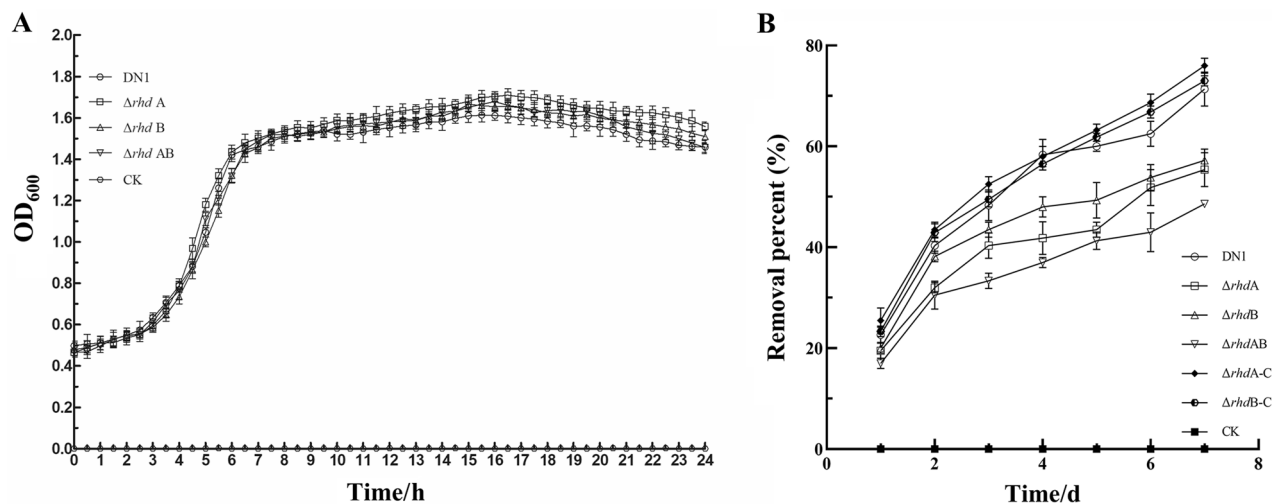 A
OD600
2.0
1.8
1.6
1.4
1.2
1.0
0.8
0.6
0.4
0.2
0.0
DN1
Δrhd A
Δrhd B
Δrhd AB
CK
0 1 2 3 4 5 6 7 8 9 10 11 12 13 14 15 16 17 18 19 20 21 22 23 24
Time/h
B
Removal percent (%)
80
60
40
20
0
DN1
ΔrhdA
ΔrhdB
ΔrhdAB
ΔrhdA-C
ΔrhdB-C
CK
0 2 4 6 8
Time/d